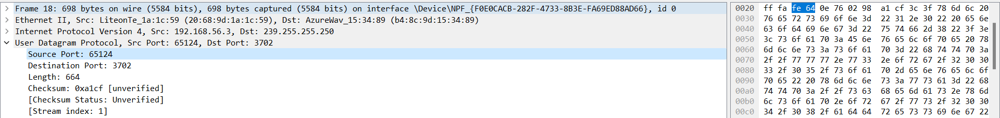 Frame 18: 698 bytes on wire (5584 bits), 698 bytes captured (5584 bits) on interface \Device\NPF_{F0E0CACB-282F-4733-8B3E-FA69ED88AD66}, id 0
Ethernet II, Src: LiteonTe_1a:1c:59 (20:68:9d:1a:1c:59), Dst: AzureWav_15:34:89 (b4:8c:9d:15:34:89)
Internet Protocol Version 4, Src: 192.168.56.3, Dst: 239.255.255.250
User Datagram Protocol, Src Port: 65124, Dst Port: 3702
Source Port: 65124
Destination Port: 3702
Length: 664
Checksum: 0xa1cf [unverified]
[Checksum Status: Unverified]
[Stream index: 1]
0020 ff fa fe 64 0e 76 02 98 a1 cf 3c 3f 78 6d 6c 20
0030 76 65 72 73 69 6f 6e 3d 22 31 2e 30 22 20 65 6e
0040 63 6f 64 69 6e 67 3d 22 75 74 66 2d 38 22 3f 3e
0050 3c 73 6f 61 70 3a 45 6e 76 65 6c 6f 70 65 20 78
0060 6d 6c 6e 73 3a 73 6f 61 70 3d 22 68 74 74 70 3a
0070 2f 2f 77 77 77 2e 77 33 2e 6f 72 67 2f 32 30 30
0080 33 2f 30 35 2f 73 6f 61 70 2d 65 6e 76 65 6c 6f
0090 70 65 22 20 78 6d 6c 6e 73 3a 77 73 61 3d 22 68
00a0 74 74 70 3a 2f 2f 73 63 68 65 6d 61 73 2e 78 6d
00b0 6c 73 6f 61 70 2e 6f 72 67 2f 77 73 2f 32 30 30
00c0 34 2f 30 38 2f 61 64 64 72 65 73 73 69 6e 67 22